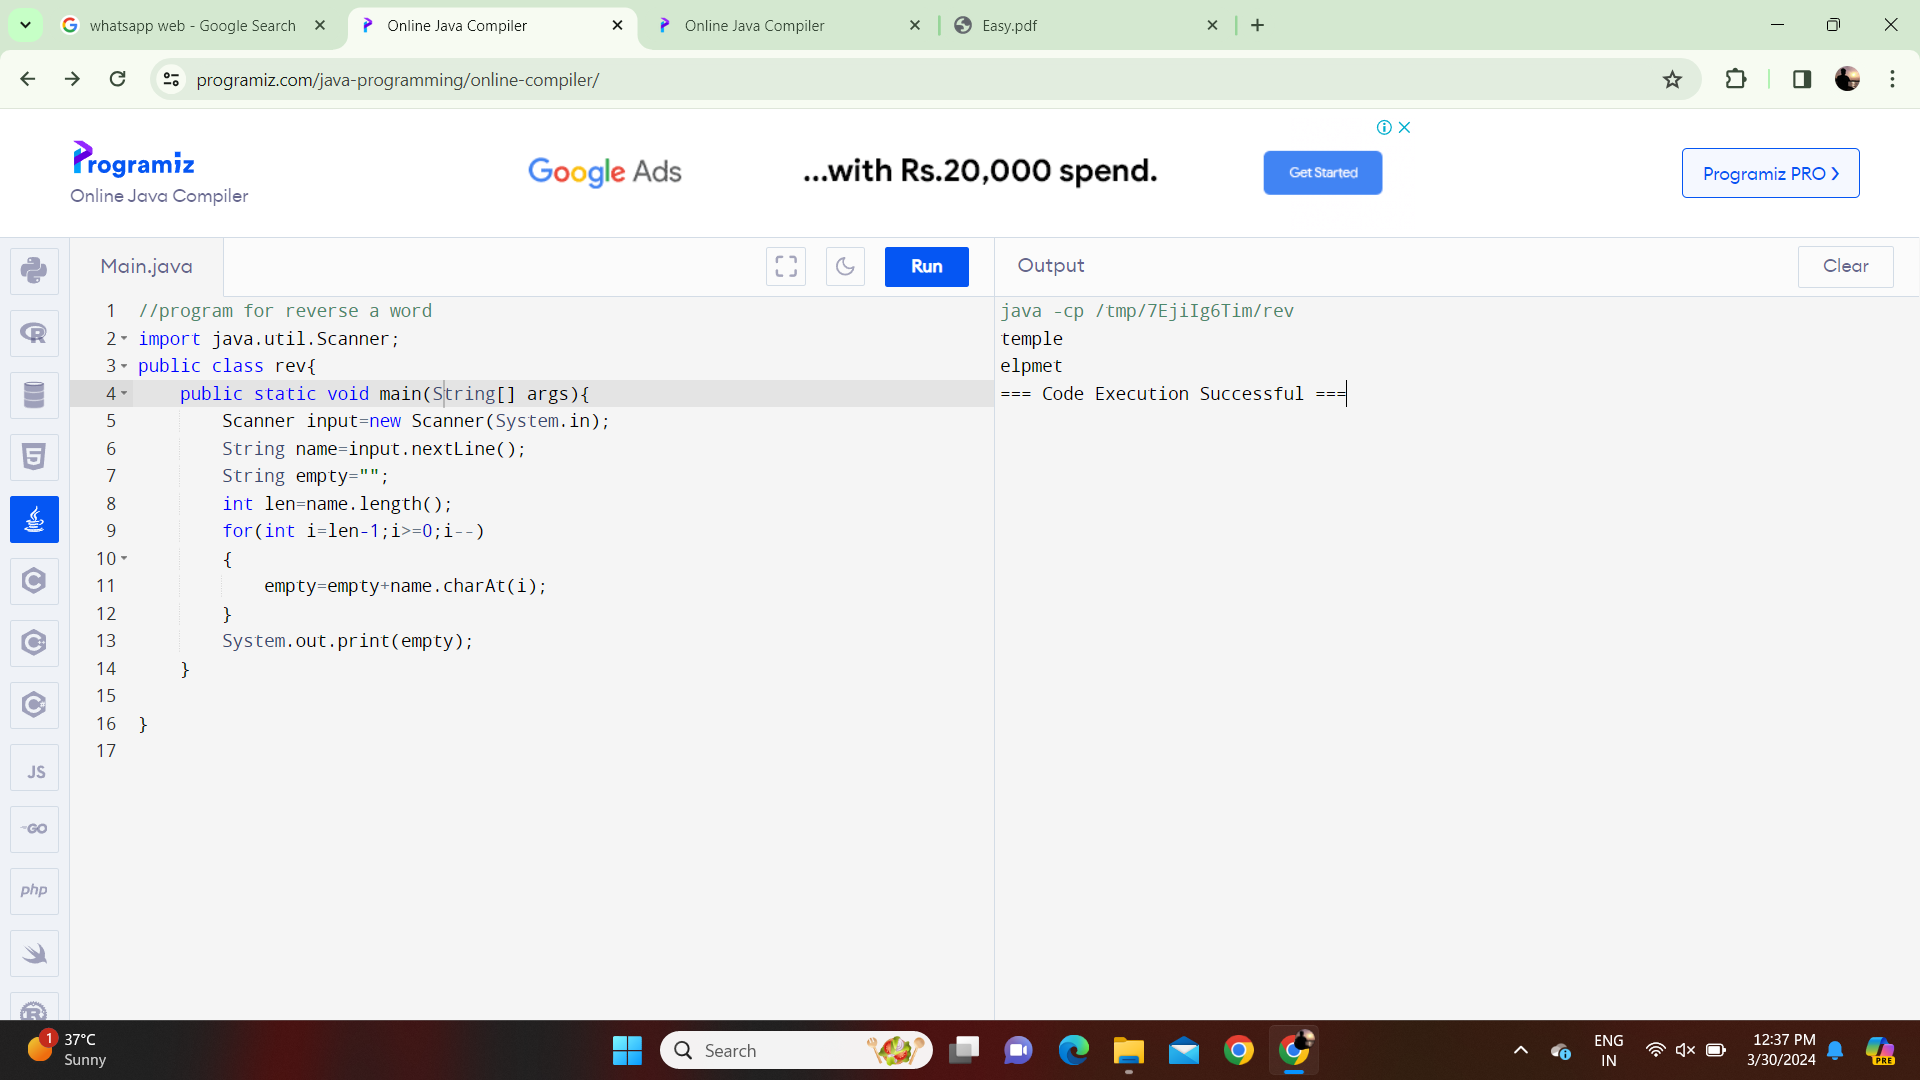 whatsapp web - Google Search
Online Java Compiler
Online Java Compiler
Easy.pdf
programiz.com/java-programming/online-compiler/
Programiz
Online Java Compiler
Google Ads
...with Rs.20,000 spend.
Get Started
Programiz PRO
Main.java
Run
Output
Clear
1 //program for reverse a word
2 import java.util.Scanner;
3 public class rev{
4 public static void main(String[] args){
5 Scanner input=new Scanner(System.in);
6 String name=input.nextLine();
7 String empty="";
8 int len=name.length();
9 for(int i=len-1;i>=0;i--)
10 {
11 empty=empty+name.charAt(i);
12 }
13 System.out.print(empty);
14 }
15
16 }
17
java -cp /tmp/7EjiIg6Tim/rev
temple
elpmet
=== Code Execution Successful ===
R
5
C
C
C
JS
GO
php
R
1
37°C
Sunny
Search
ENG
IN
12:37 PM
3/30/2024
PRE